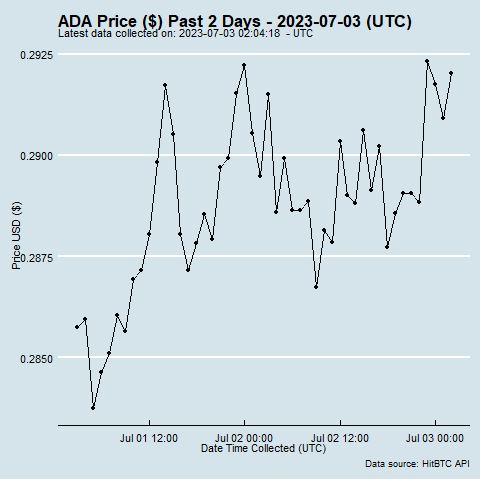 ADA Price ($) Past 2 Days - 2023-07-03 (UTC)
Latest data collected on: 2023-07-03 02:04:18  - UTC
0.2925
0.2900
0.2875
0.2850
Price USD ($)
Jul 01 12:00 Jul 02 00:00 Jul 02 12:00 Jul 03 00:00
Date Time Collected (UTC)
Data source: HitBTC API